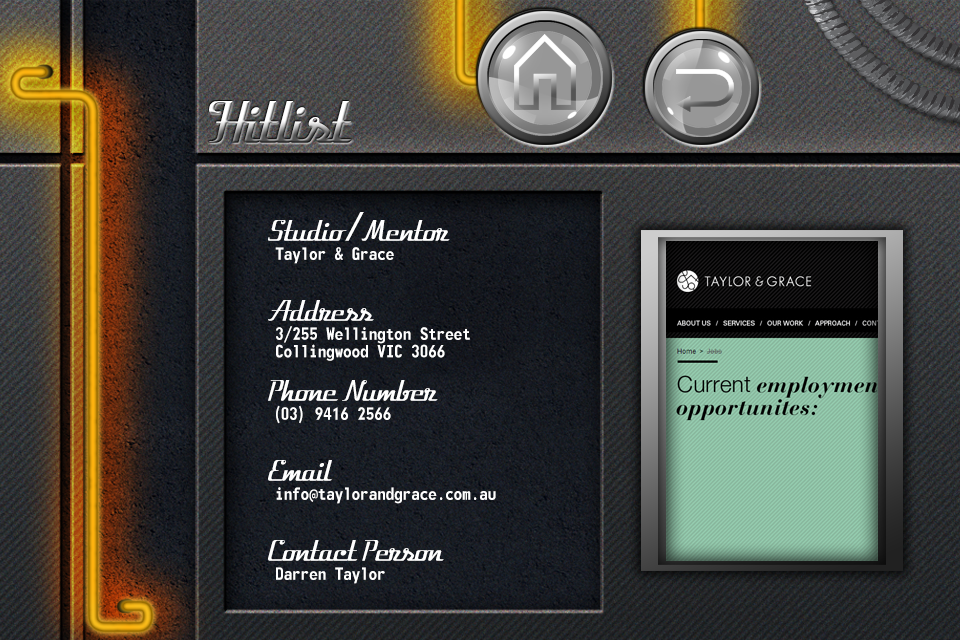 Hitlist
Studio/Mentor
Taylor & Grace
Address
3/255 Wellington Street
Collingwood VIC 3066
Phone Number
(03) 9416 2566
Email
info@taylorandgrace.com.au
Contact Person
Darren Taylor
TAYLOR & GRACE
ABOUT US / SERVICES / OUR WORK / APPROACH / CONT
Home > Jobs
Current employmen
opportunites: